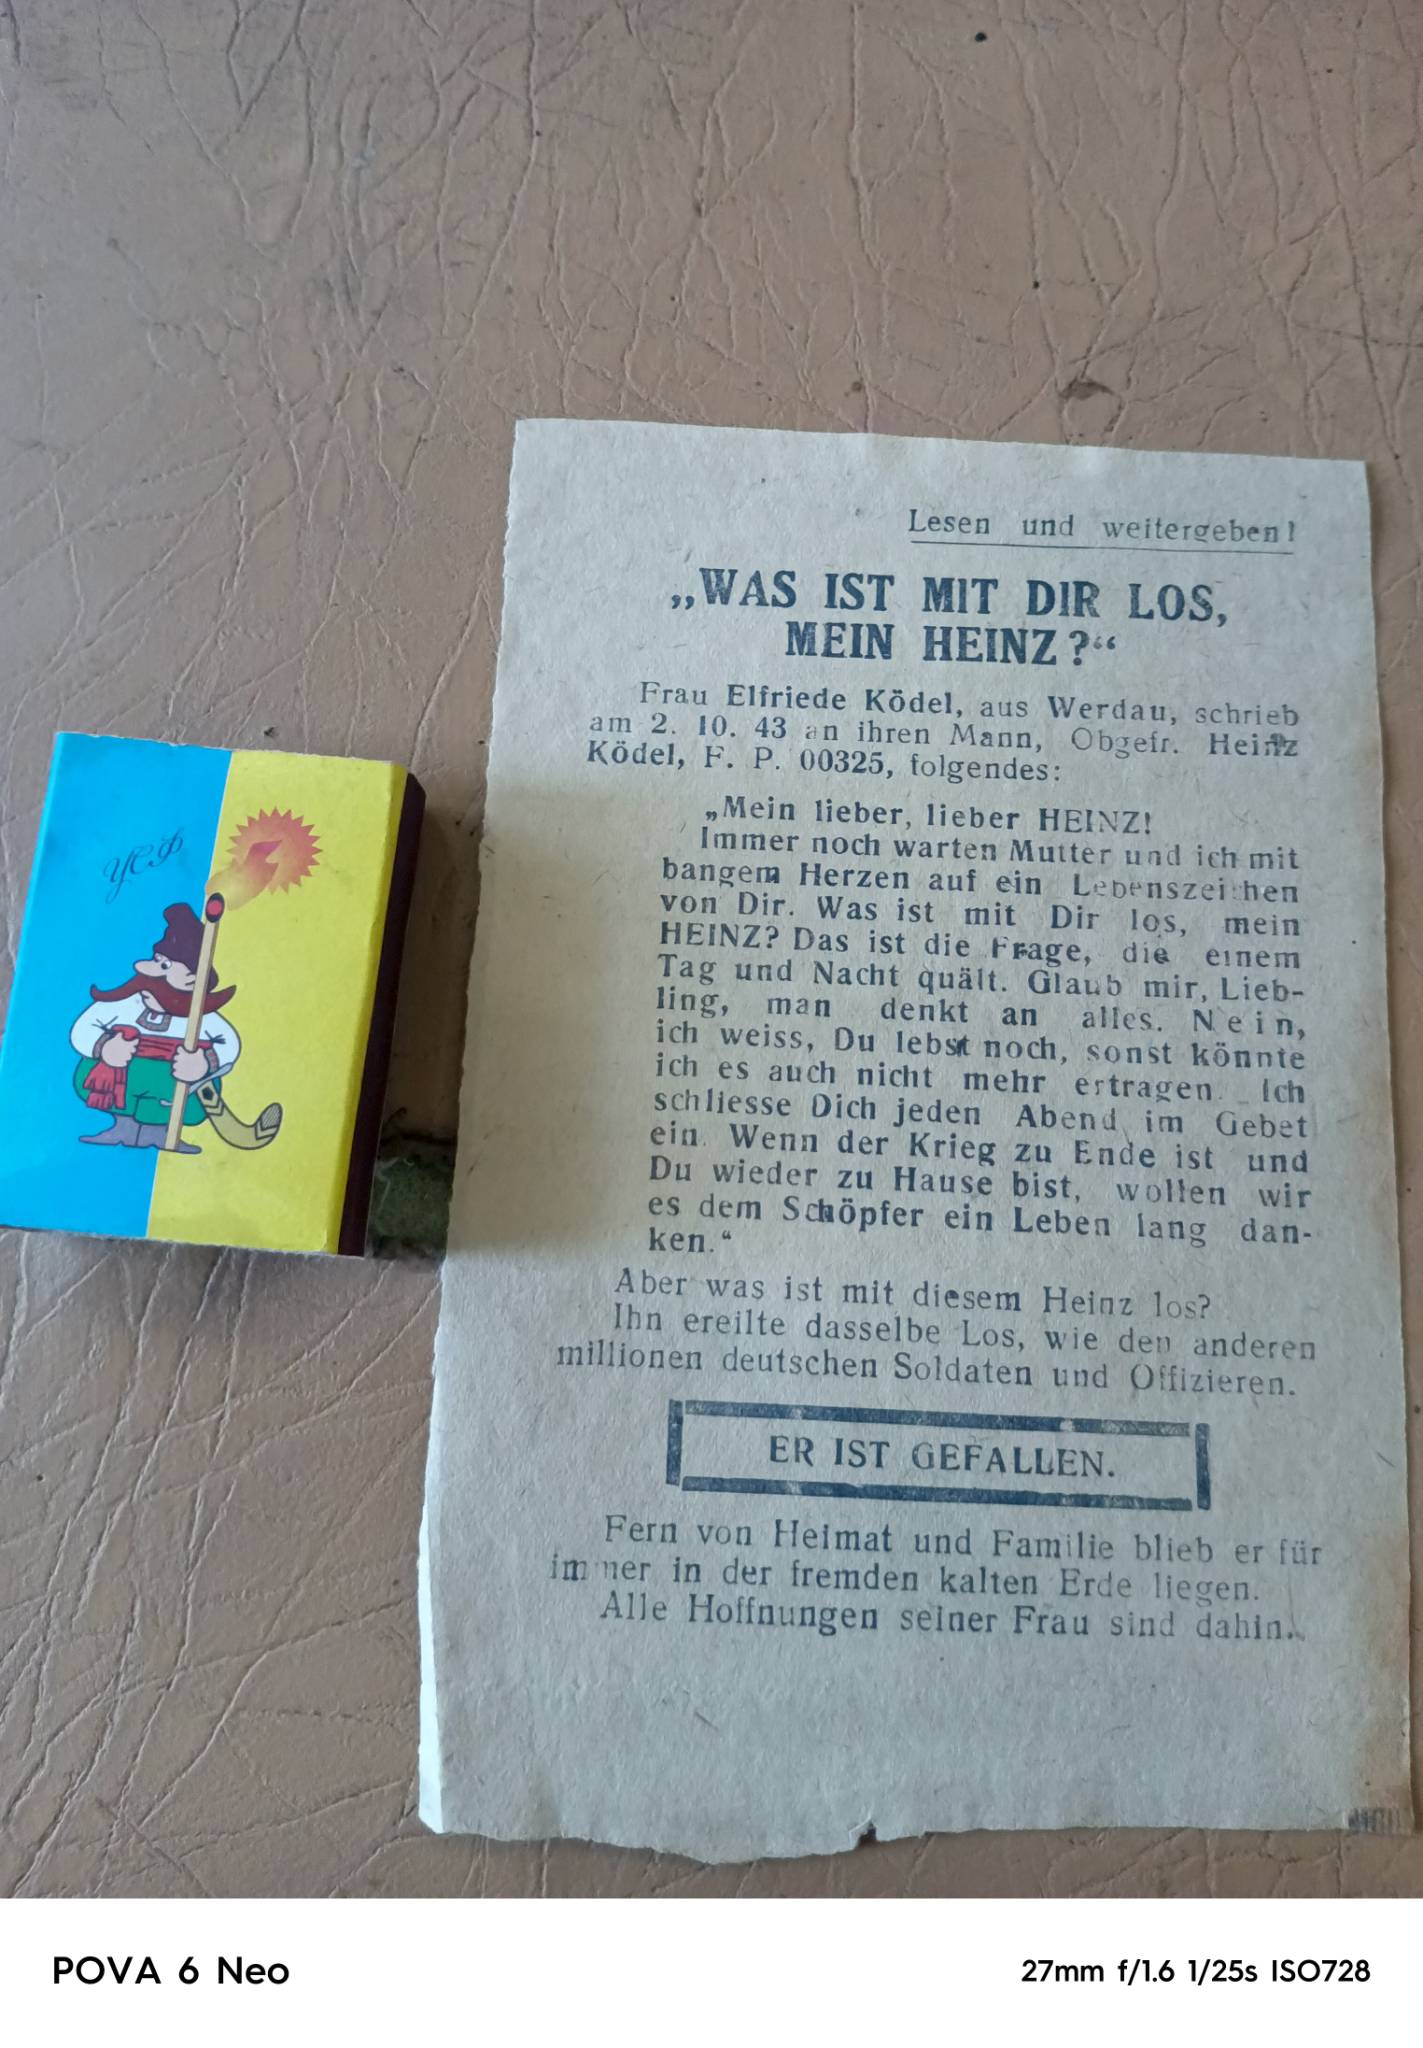 Lesen und weitergeben!
„WAS IST MIT DIR LOS,
MEIN HEINZ?“
Frau Elfriede Ködel, aus Werdau, schrieb
am 2. 10. 43 an ihren Mann, Obgefr. Heinz
Ködel, F. P. 00325, folgendes:
„Mein lieber, lieber HEINZ!
Immer noch warten Mutter und ich mit
bangem Herzen auf ein Lebenszeichen
von Dir. Was ist mit Dir los, mein
HEINZ? Das ist die Frage, die einem
Tag und Nacht quält. Glaub mir, Lieb-
ling, man denkt an alles. Nein,
ich weiss, Du lebst noch, sonst könnte
ich es auch nicht mehr ertragen. Ich
schliesse Dich jeden Abend im Gebet
ein. Wenn der Krieg zu Ende ist und
Du wieder zu Hause bist, wollen wir
es dem Schöpfer ein Leben lang dan-
ken.“
Aber was ist mit diesem Heinz los?
Ihn ereilte dasselbe Los, wie den anderen
millionen deutschen Soldaten und Offizieren.
ER IST GEFALLEN.
Fern von Heimat und Familie blieb er für
immer in der fremden kalten Erde liegen.
Alle Hoffnungen seiner Frau sind dahin.
УСФ
POVA 6 Neo
27mm f/1.6 1/25s ISO728